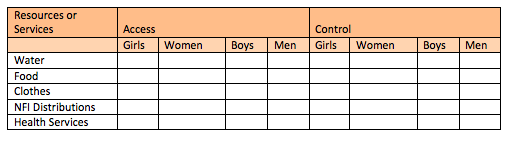 Resources or
Services Access Control
Girls Women Boys Men Girls Women Boys Men
Water
Food
Clothes
NFI Distributions
Health Services